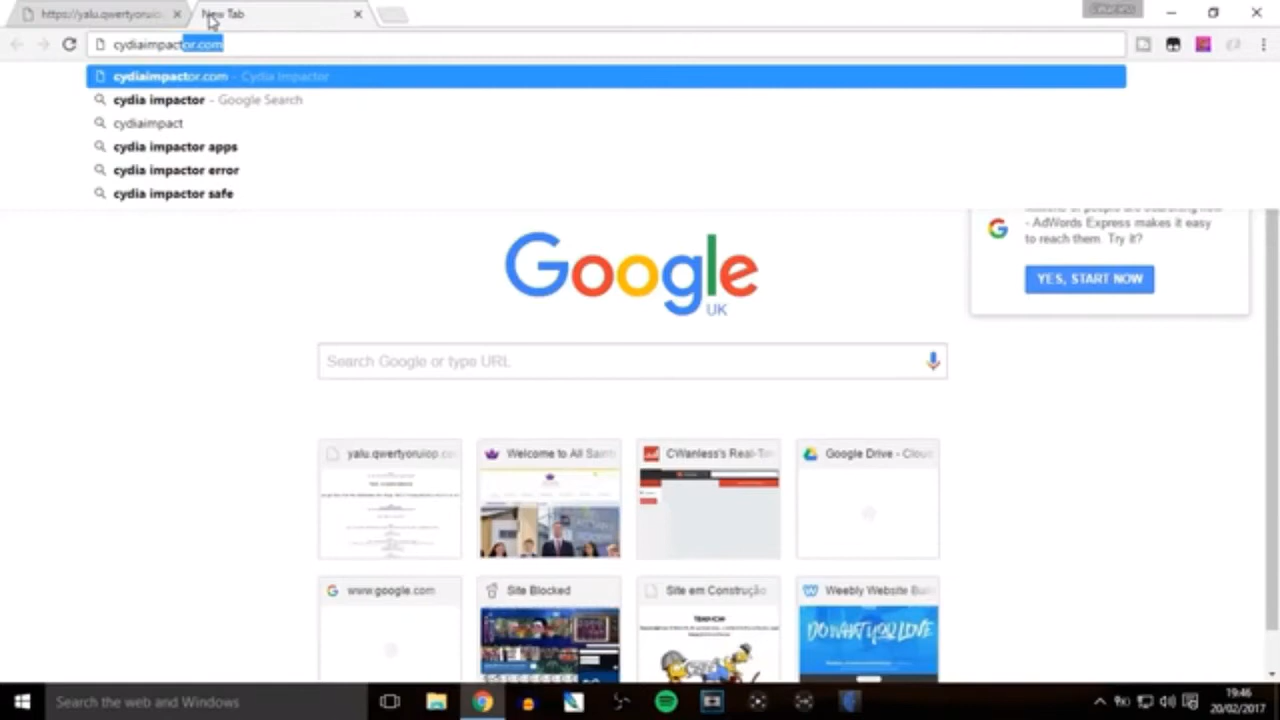 https://yalu.qwertyoruio
New Tab
cydiaimpactor.com
cydiaimpactor.com - Cydia Impactor
cydia impactor - Google Search
cydiaimpact
cydia impactor apps
cydia impactor error
cydia impactor safe
- AdWords Express makes it easy
to reach them. Try it?
YES, START NOW
Google
UK
Search Google or type URL
yalu.qwertyoruiop.co
Welcome to All Saint
CWanless's Real-Ti
Google Drive - Clou
www.google.com
Site Blocked
Site em Construção
Weebly Website Bui
DO WHAT YOU LOVE
Search the web and Windows
19:46
20/02/2017